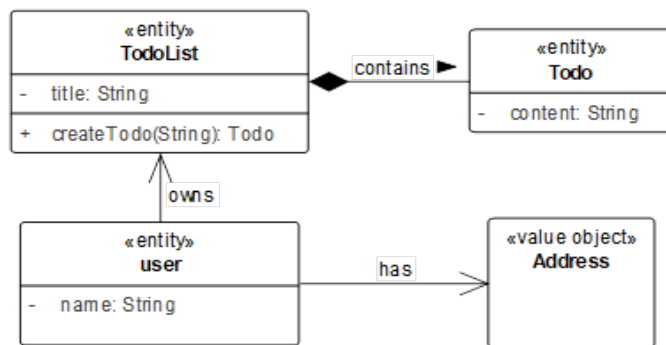 «entity»
TodoList
- title: String
+ createTodo(String): Todo
contains
«entity»
Todo
- content: String
owns
«entity»
user
- name: String
has
«value object»
Address